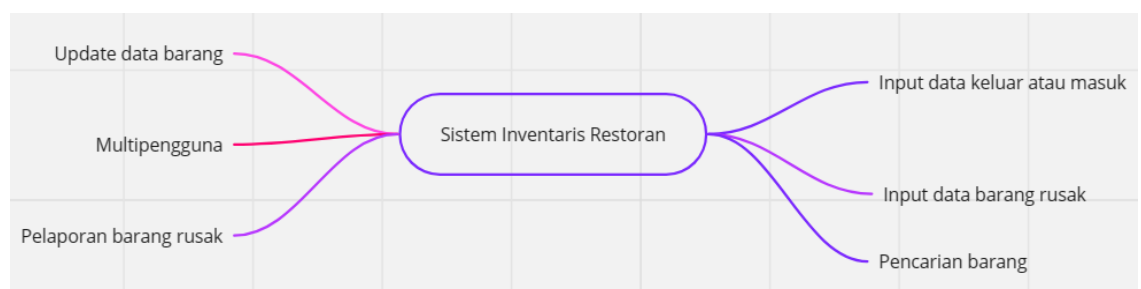 Update data barang
Multipengguna
Pelaporan barang rusak
Sistem Inventaris Restoran
Input data keluar atau masuk
Input data barang rusak
Pencarian barang